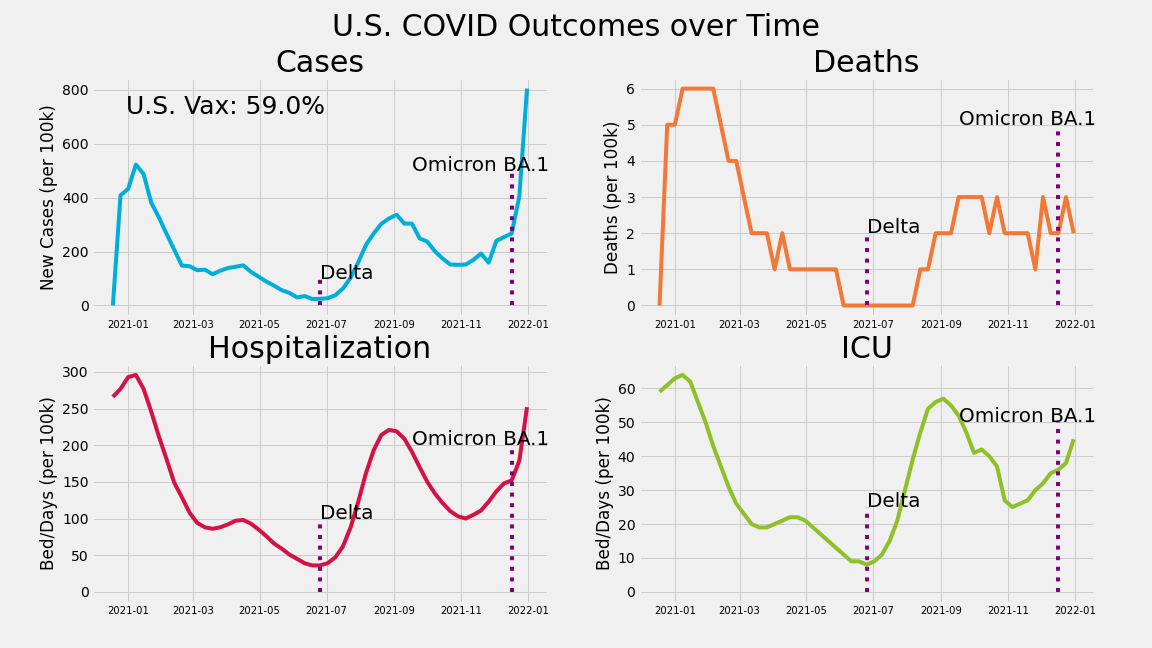 U.S. COVID Outcomes over Time
Cases
New Cases (per 100k)
800
600
400
200
0
U.S. Vax: 59.0%
Omicron BA.1
Delta
2021-01 2021-03 2021-05 2021-07 2021-09 2021-11 2022-01
Deaths
Deaths (per 100k)
6
5
4
3
2
1
0
Omicron BA.1
Delta
2021-01 2021-03 2021-05 2021-07 2021-09 2021-11 2022-01
Hospitalization
Bed/Days (per 100k)
300
250
200
150
100
50
0
Omicron BA.1
Delta
2021-01 2021-03 2021-05 2021-07 2021-09 2021-11 2022-01
ICU
Bed/Days (per 100k)
60
50
40
30
20
10
0
Omicron BA.1
Delta
2021-01 2021-03 2021-05 2021-07 2021-09 2021-11 2022-01